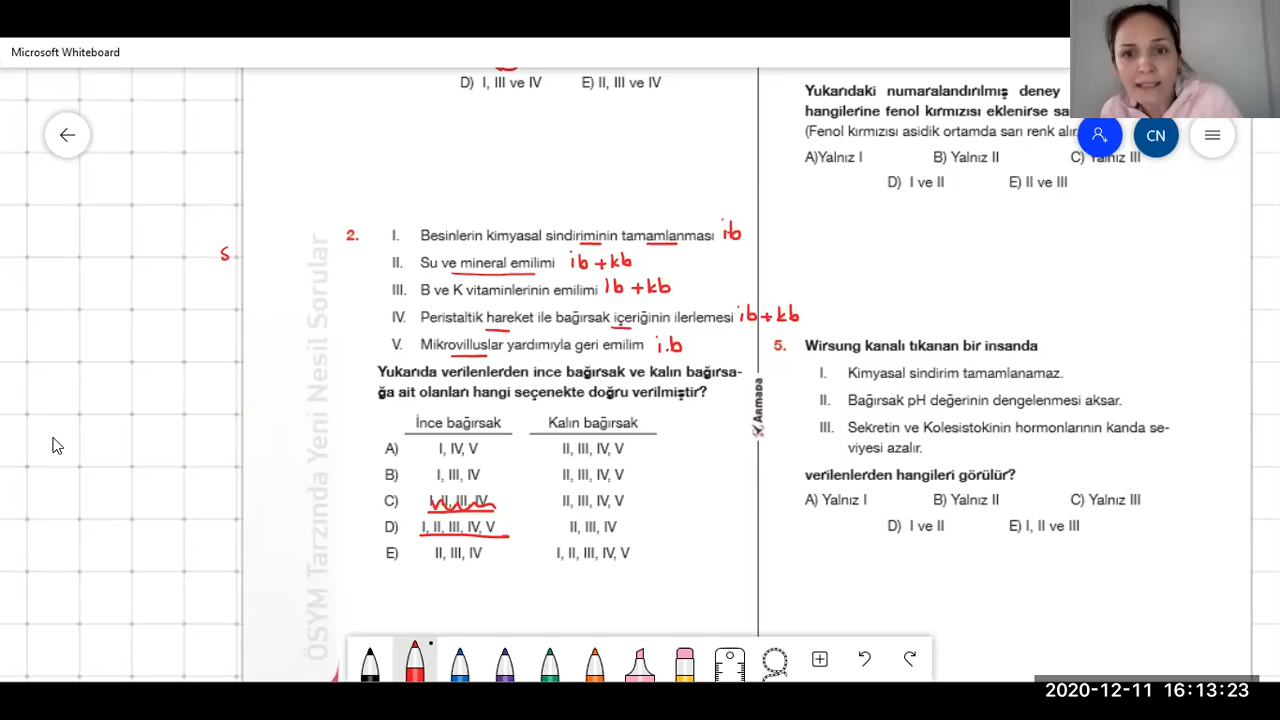 Microsoft Whiteboard
D) I, III ve IV E) II, III ve IV
2. I. Besinlerin kimyasal sindiriminin tamamlanması ib
II. Su ve mineral emilimi ib + kb
III. B ve K vitaminlerinin emilimi ib + kb
IV. Peristaltik hareket ile bağırsak içeriğinin ilerlemesi ib + kb
V. Mikrovilluslar yardımıyla geri emilim i.b
Yukarıda verilenlerden ince bağırsak ve kalın bağırsa-
ğa ait olanları hangi seçenekte doğru verilmiştir?
İnce bağırsak Kalın bağırsak
A) I, IV, V II, III, IV, V
B) I, III, IV II, III, IV, V
C) I, II, III, IV II, III, IV, V
D) I, II, III, IV, V II, III, IV
E) II, III, IV I, II, III, IV, V
s
ÖSYM Tarzında Yeni Nesil Sorular
ARMADA
Yukarıdaki numaralandırılmış deney
hangilerine fenol kırmızısı eklenirse sa
(Fenol kırmızısı asidik ortamda sarı renk alır.
A)Yalnız I B) Yalnız II C) Yalnız III
D) I ve II E) II ve III
CN
5. Wirsung kanalı tıkanan bir insanda
I. Kimyasal sindirim tamamlanamaz.
II. Bağırsak pH değerinin dengelenmesi aksar.
III. Sekretin ve Kolesistokinin hormonlarının kanda se-
viyesi azalır.
verilenlerden hangileri görülür?
A) Yalnız I B) Yalnız II C) Yalnız III
D) I ve II E) I, II ve III
2020-12-11 16:13:23